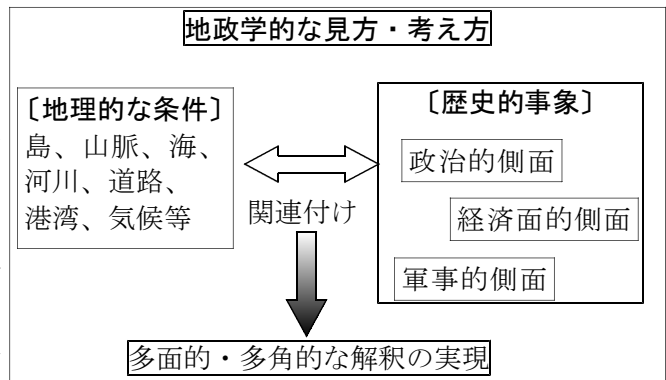 地政学的な見方・考え方
〔地理的な条件〕
島、山脈、海、
河川、道路、
港湾、気候等
関連付け
〔歴史的事象〕
政治的側面
経済面的側面
軍事的側面
多面的・多角的な解釈の実現